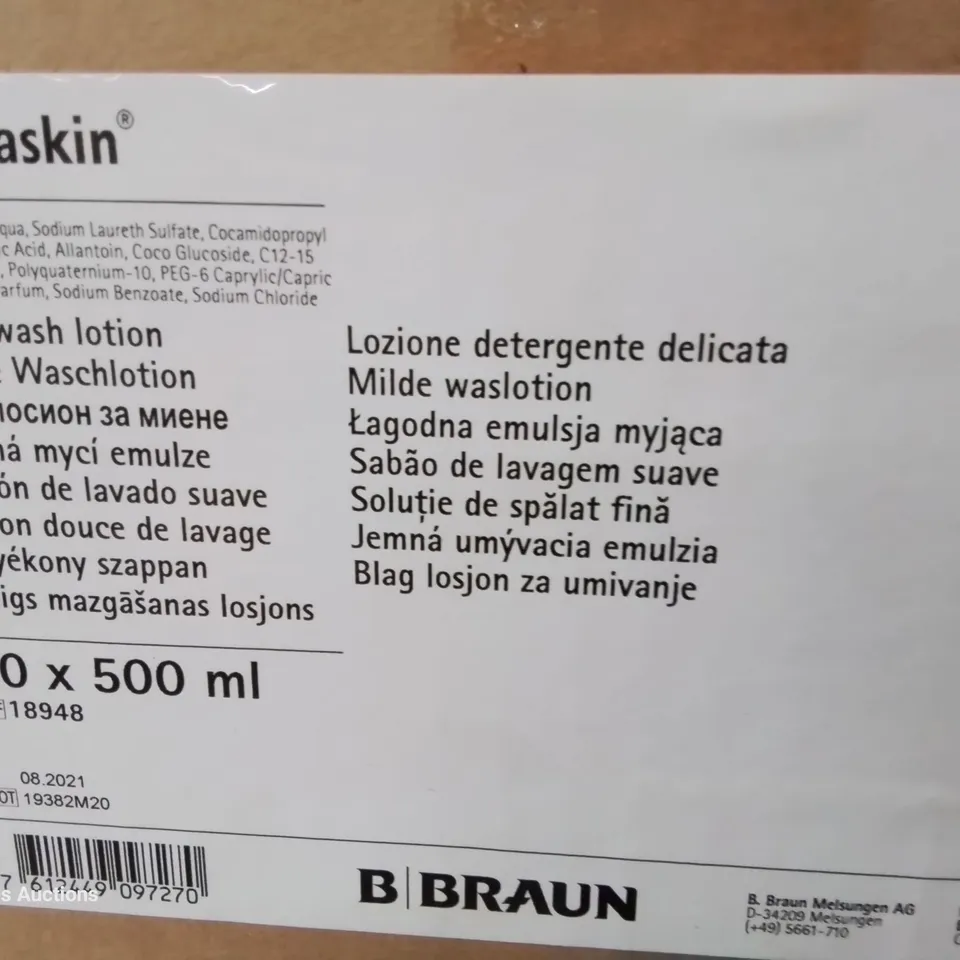 askin®
qua, Sodium Laureth Sulfate, Cocamidopropyl
c Acid, Allantoin, Coco Glucoside, C12-15
, Polyquaternium-10, PEG-6 Caprylic/Capric
arfum, Sodium Benzoate, Sodium Chloride
wash lotion
Waschlotion
лосион за миене
ná mycí emulze
ón de lavado suave
on douce de lavage
yékony szappan
igs mazgāšanas losjons
Lozione detergente delicata
Milde waslotion
Łagodna emulsja myjąca
Sabão de lavagem suave
Soluţie de spălat fină
Jemná umývacia emulzia
Blag losjon za umivanje
0 x 500 ml
18948
08.2021
OT 19382M20
7 612449 097270
s Auctions
B|BRAUN
B. Braun Melsungen AG
D-34209 Melsungen
(+49) 5661-710